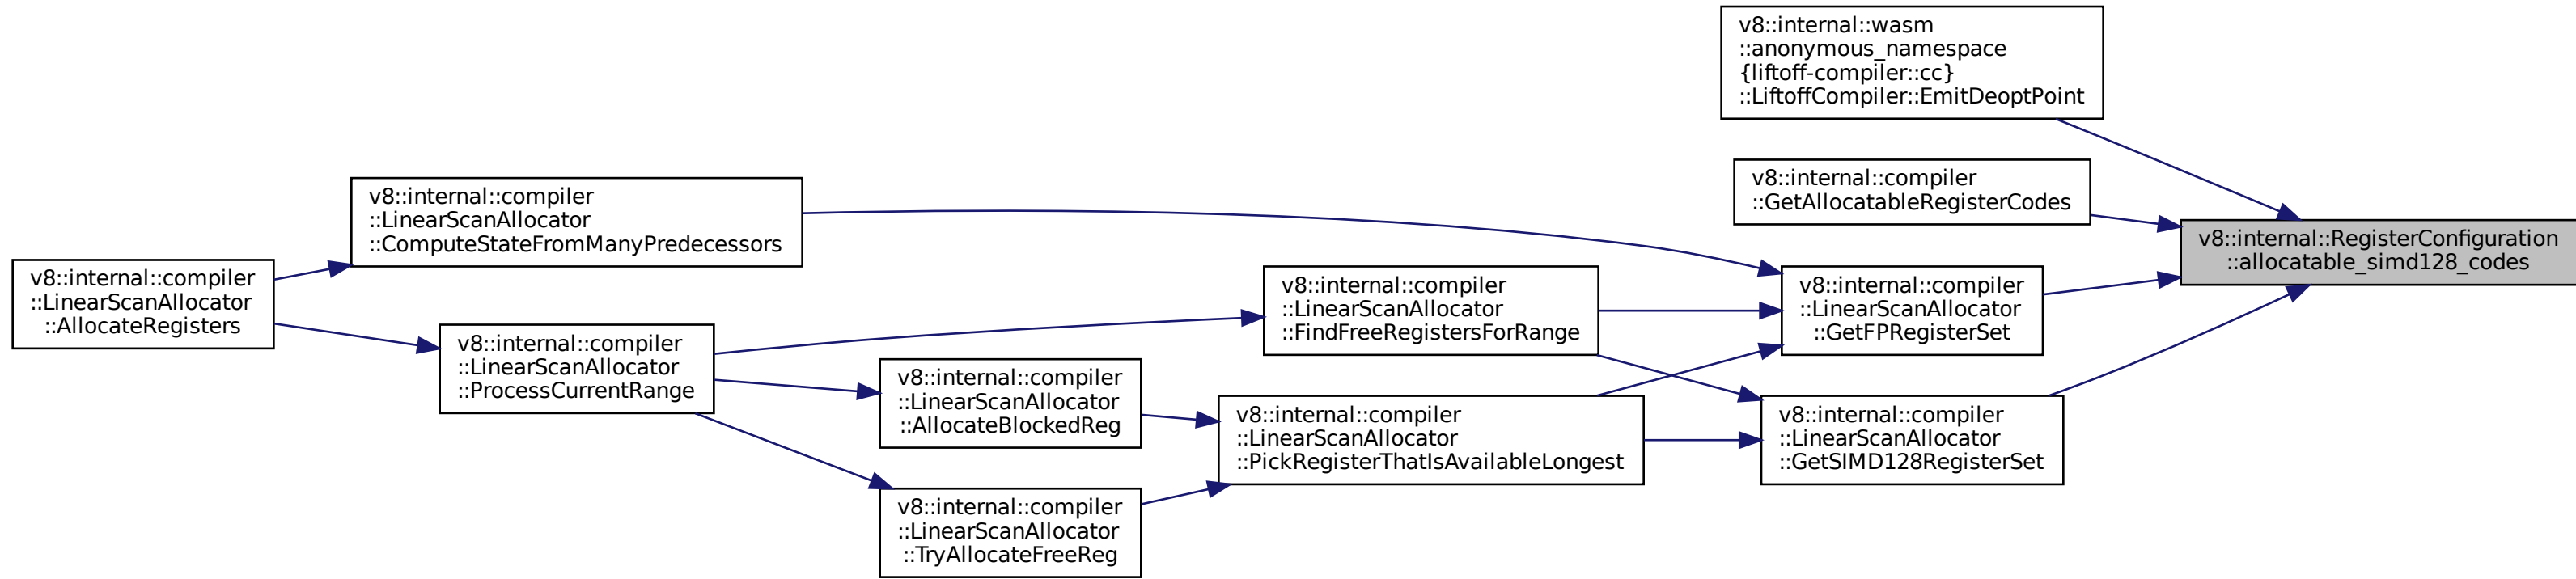 v8::internal::wasm
::anonymous_namespace
{liftoff-compiler::cc}
::LiftoffCompiler::EmitDeoptPoint
v8::internal::compiler
::GetAllocatableRegisterCodes
v8::internal::RegisterConfiguration
::allocatable_simd128_codes
v8::internal::compiler
::LinearScanAllocator
::ComputeStateFromManyPredecessors
v8::internal::compiler
::LinearScanAllocator
::AllocateRegisters
v8::internal::compiler
::LinearScanAllocator
::FindFreeRegistersForRange
v8::internal::compiler
::LinearScanAllocator
::GetFPRegisterSet
v8::internal::compiler
::LinearScanAllocator
::ProcessCurrentRange
v8::internal::compiler
::LinearScanAllocator
::AllocateBlockedReg
v8::internal::compiler
::LinearScanAllocator
::PickRegisterThatIsAvailableLongest
v8::internal::compiler
::LinearScanAllocator
::GetSIMD128RegisterSet
v8::internal::compiler
::LinearScanAllocator
::TryAllocateFreeReg